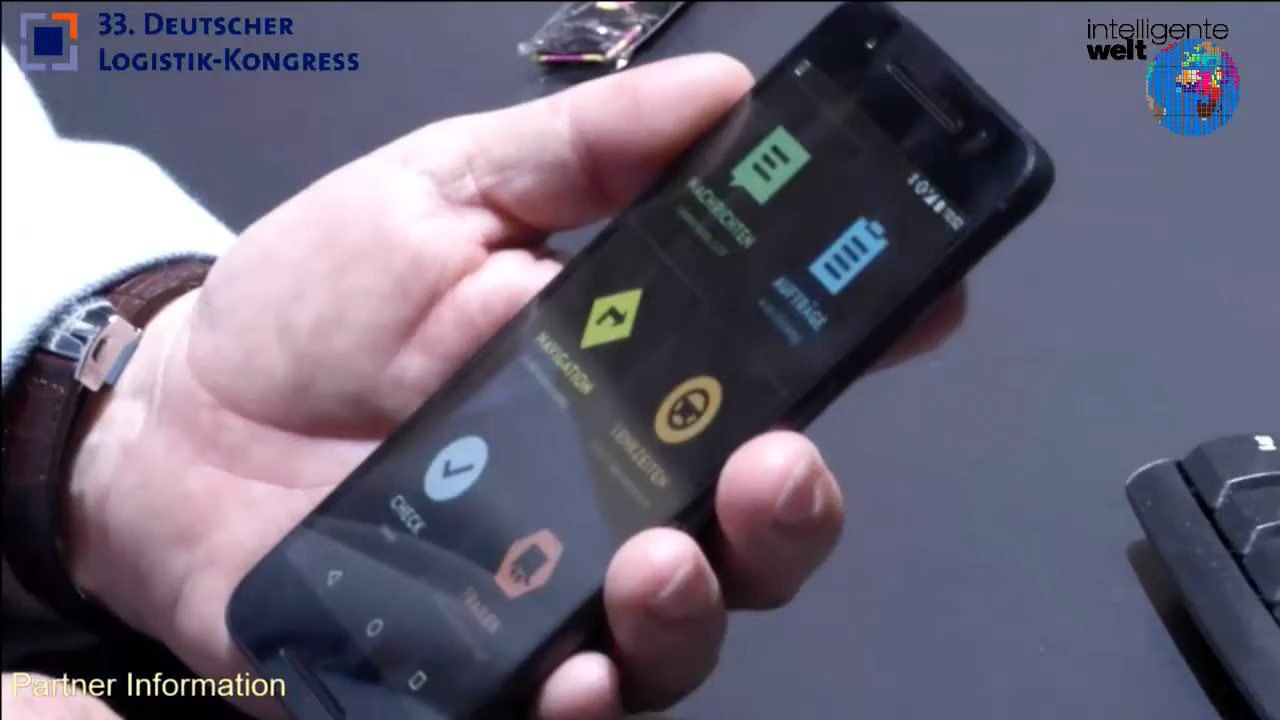 33. DEUTSCHER
LOGISTIK-KONGRESS
intelligente
welt
NACHRICHTEN
AUFTRÄGE
NAVIGATION
LENKZEITEN
CHECK
TRAILER
Partner Information